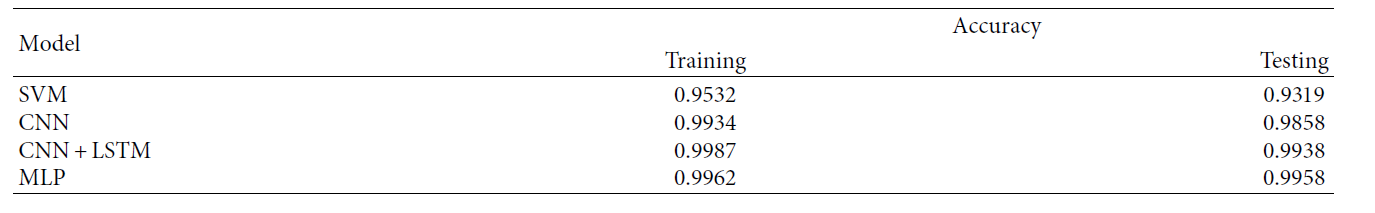 Model Accuracy
Training Testing
SVM 0.9532 0.9319
CNN 0.9934 0.9858
CNN + LSTM 0.9987 0.9938
MLP 0.9962 0.9958